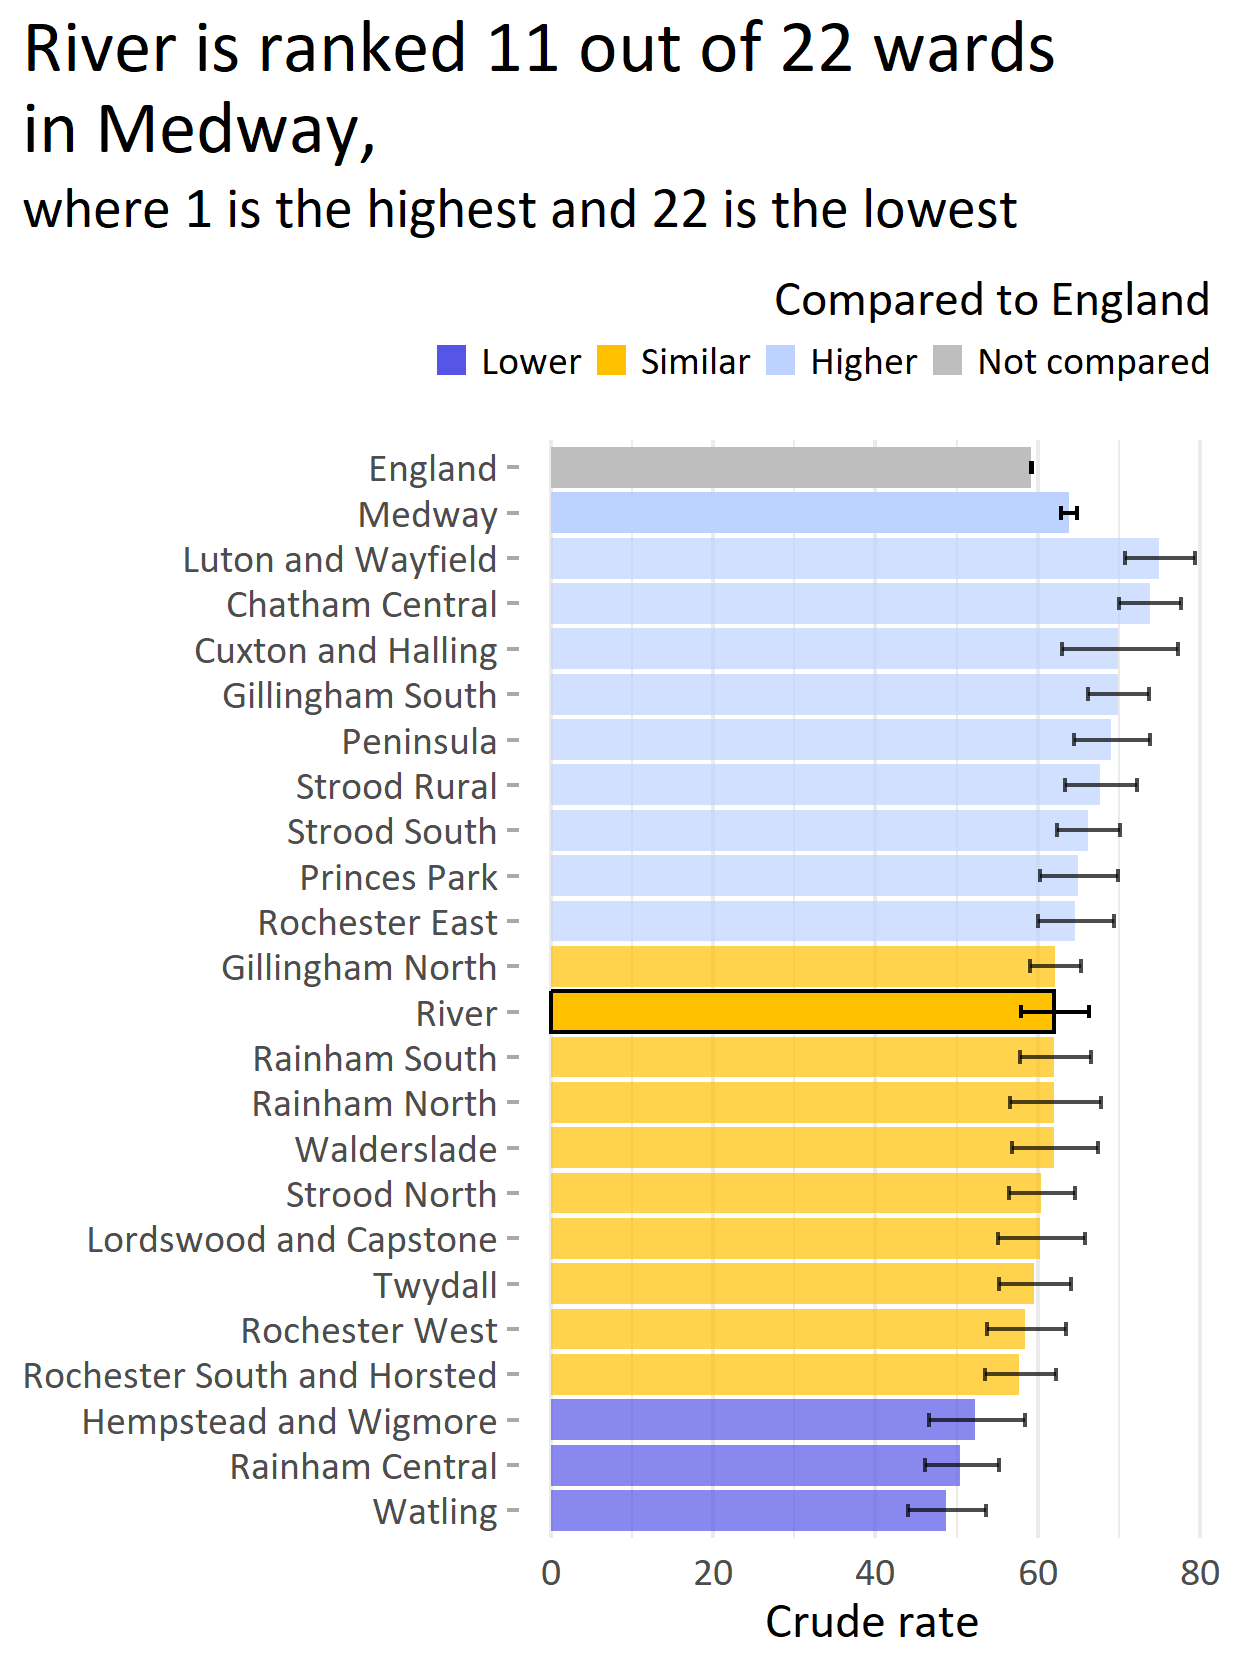 River is ranked 11 out of 22 wards
in Medway,
where 1 is the highest and 22 is the lowest
Compared to England
Lower Similar Higher Not compared
England
Medway
Luton and Wayfield
Chatham Central
Cuxton and Halling
Gillingham South
Peninsula
Strood Rural
Strood South
Princes Park
Rochester East
Gillingham North
River
Rainham South
Rainham North
Walderslade
Strood North
Lordswood and Capstone
Twydall
Rochester West
Rochester South and Horsted
Hempstead and Wigmore
Rainham Central
Watling
0 20 40 60 80
Crude rate